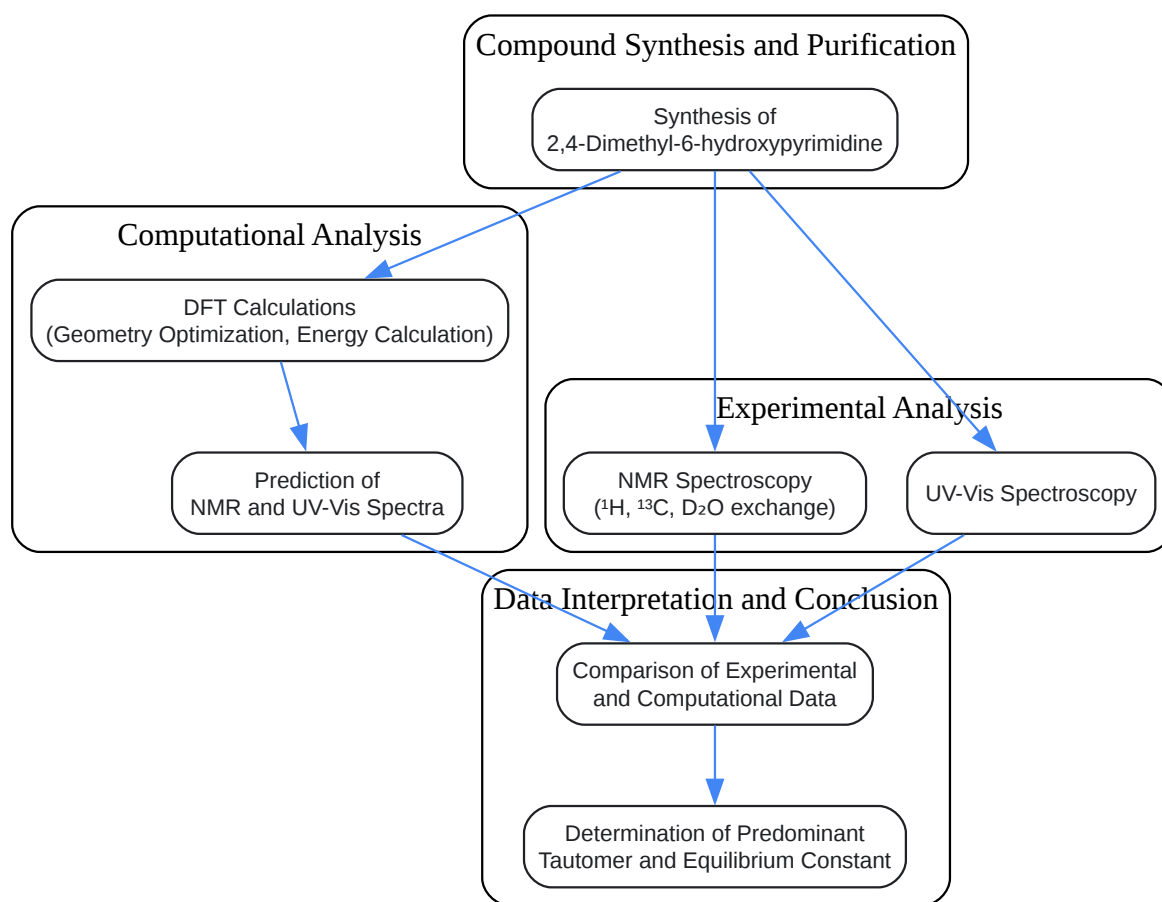 Compound Synthesis and Purification
Synthesis of
2,4-Dimethyl-6-hydroxypyrimidine
Computational Analysis
DFT Calculations
(Geometry Optimization, Energy Calculation)
Prediction of
NMR and UV-Vis Spectra
Experimental Analysis
NMR Spectroscopy
(¹H, ¹³C, D₂O exchange)
UV-Vis Spectroscopy
Data Interpretation and Conclusion
Comparison of Experimental
and Computational Data
Determination of Predominant
Tautomer and Equilibrium Constant